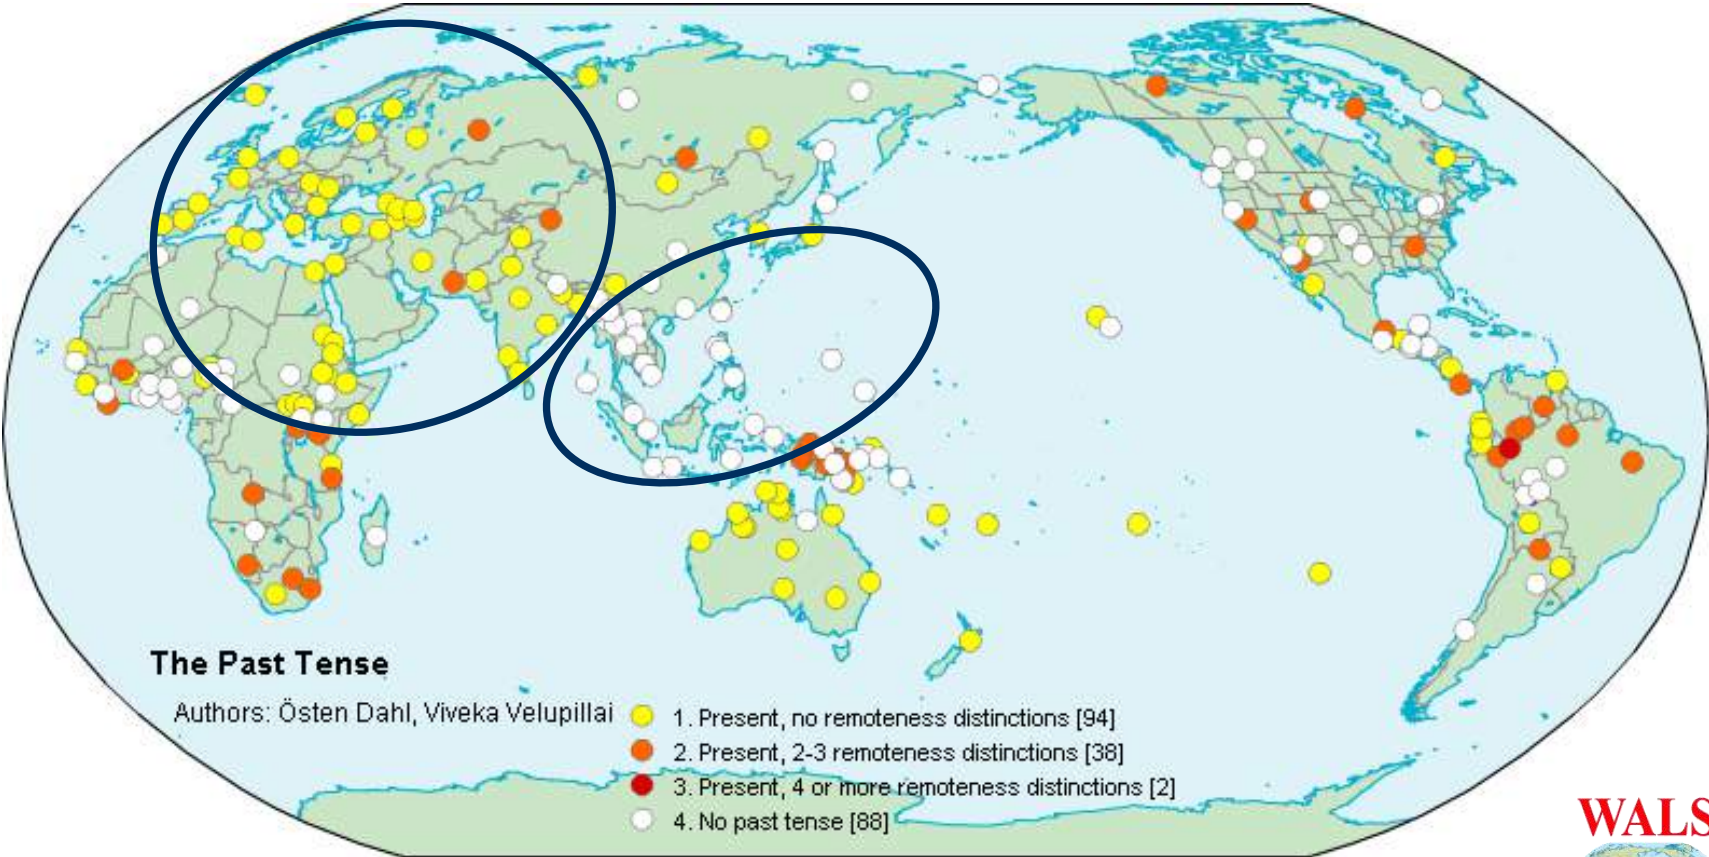 The Past Tense
Authors: Östen Dahl, Viveka Velupillai
1. Present, no remoteness distinctions [94]
2. Present, 2-3 remoteness distinctions [38]
3. Present, 4 or more remoteness distinctions [2]
4. No past tense [88]
WALS